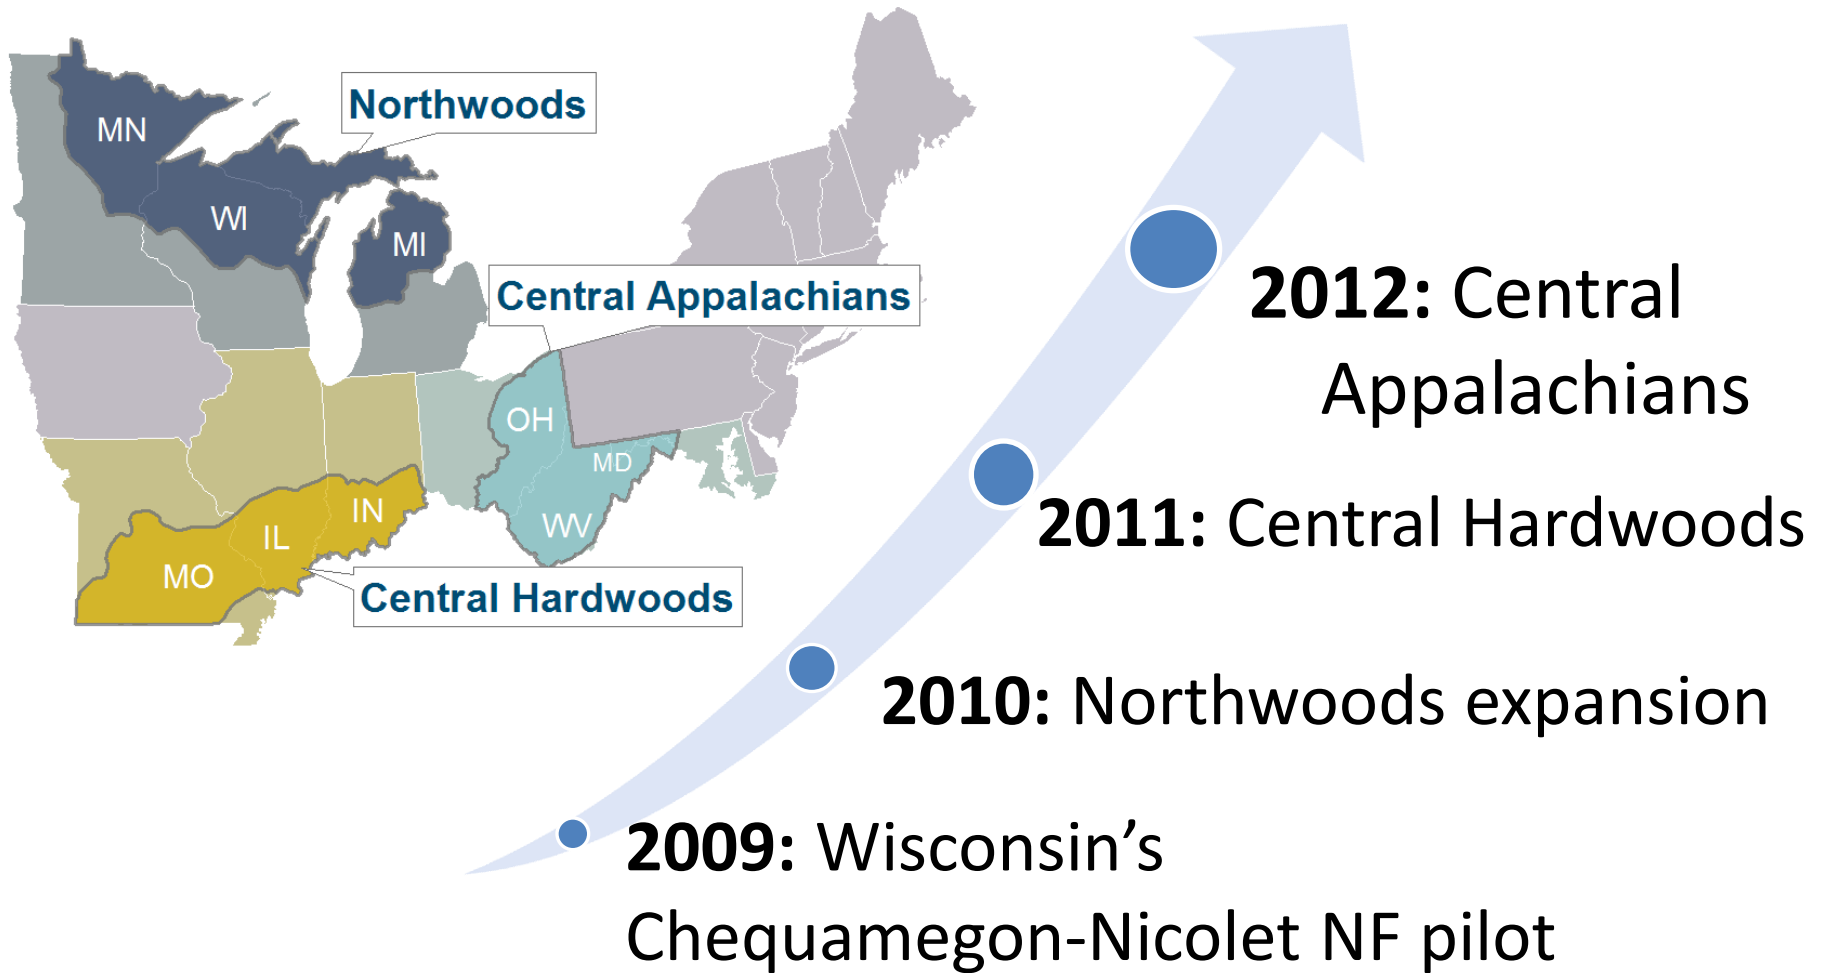 Northwoods
MN
WI
MI
Central Appalachians
OH
MD
WV
IN
IL
MO
Central Hardwoods
2012: Central
Appalachians
2011: Central Hardwoods
2010: Northwoods expansion
2009: Wisconsin’s
Chequamegon-Nicolet NF pilot